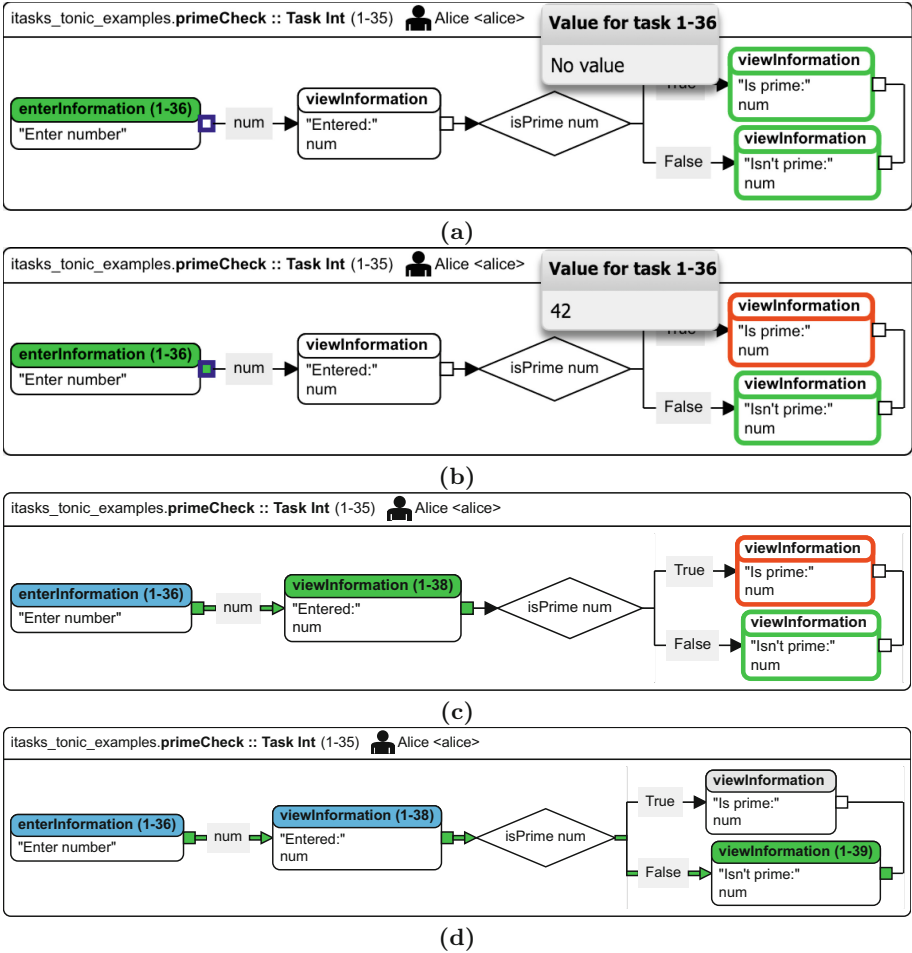 itasks_tonic_examples.primeCheck :: Task Int (1-35) Alice <alice>
Value for task 1-36
No value
enterInformation (1-36)
"Enter number"
num
viewInformation
"Entered:"
num
isPrime num
True
viewInformation
"Is prime:"
num
False
viewInformation
"Isn't prime:"
num
(a)
itasks_tonic_examples.primeCheck :: Task Int (1-35) Alice <alice>
Value for task 1-36
42
enterInformation (1-36)
"Enter number"
num
viewInformation
"Entered:"
num
isPrime num
True
viewInformation
"Is prime:"
num
False
viewInformation
"Isn't prime:"
num
(b)
itasks_tonic_examples.primeCheck :: Task Int (1-35) Alice <alice>
enterInformation (1-36)
"Enter number"
num
viewInformation (1-38)
"Entered:"
num
isPrime num
True
viewInformation
"Is prime:"
num
False
viewInformation
"Isn't prime:"
num
(c)
itasks_tonic_examples.primeCheck :: Task Int (1-35) Alice <alice>
enterInformation (1-36)
"Enter number"
num
viewInformation (1-38)
"Entered:"
num
isPrime num
True
viewInformation
"Is prime:"
num
False
viewInformation (1-39)
"Isn't prime:"
num
(d)